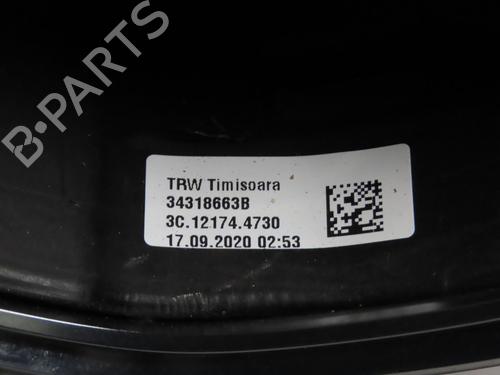 B-PARTS
TRW Timisoara
34318663B
3C.12174.4730
17.09.2020 02:53